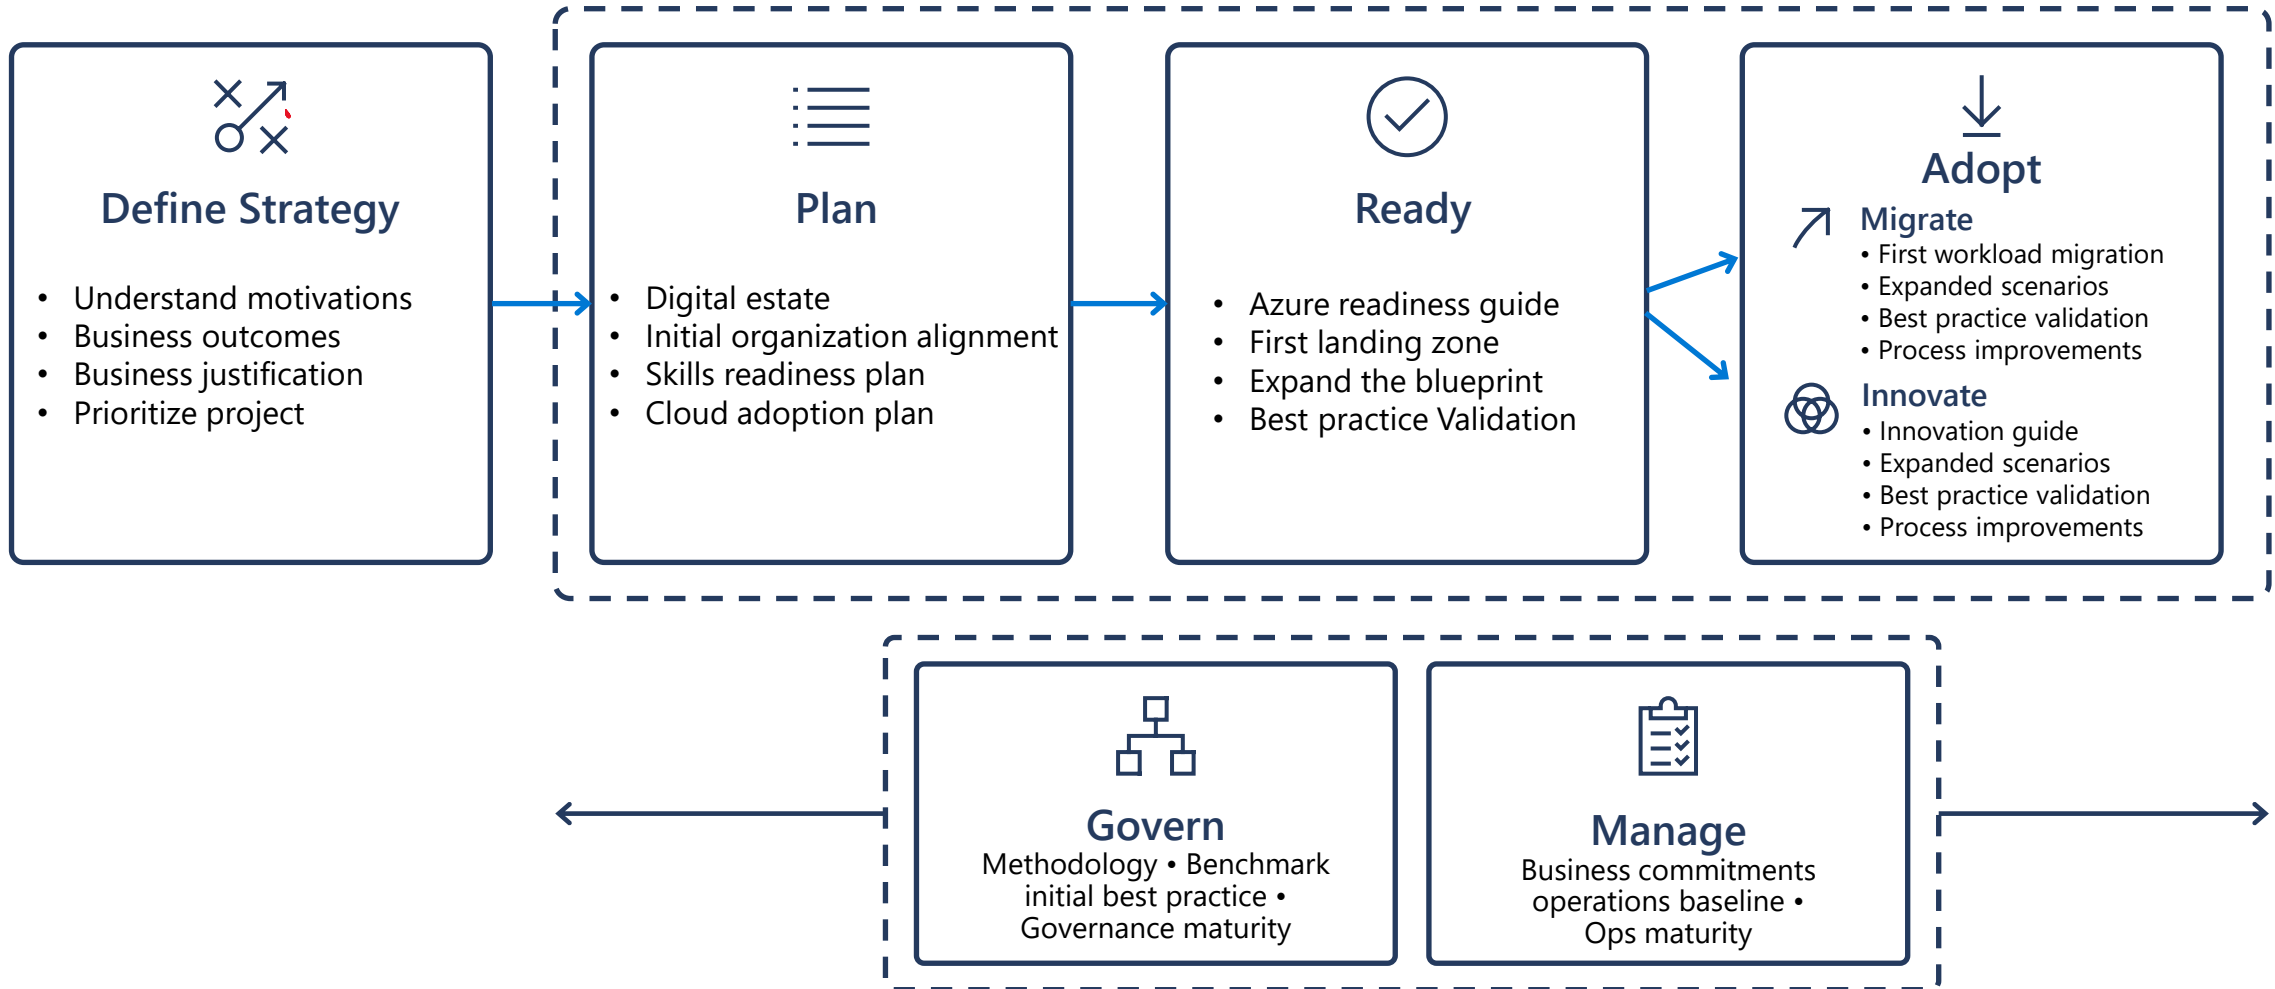 Define Strategy
• Understand motivations
• Business outcomes
• Business justification
• Prioritize project
Plan
• Digital estate
• Initial organization alignment
• Skills readiness plan
• Cloud adoption plan
Ready
• Azure readiness guide
• First landing zone
• Expand the blueprint
• Best practice Validation
Adopt
Migrate
• First workload migration
• Expanded scenarios
• Best practice validation
• Process improvements
Innovate
• Innovation guide
• Expanded scenarios
• Best practice validation
• Process improvements
Govern
Methodology • Benchmark
initial best practice •
Governance maturity
Manage
Business commitments
operations baseline •
Ops maturity